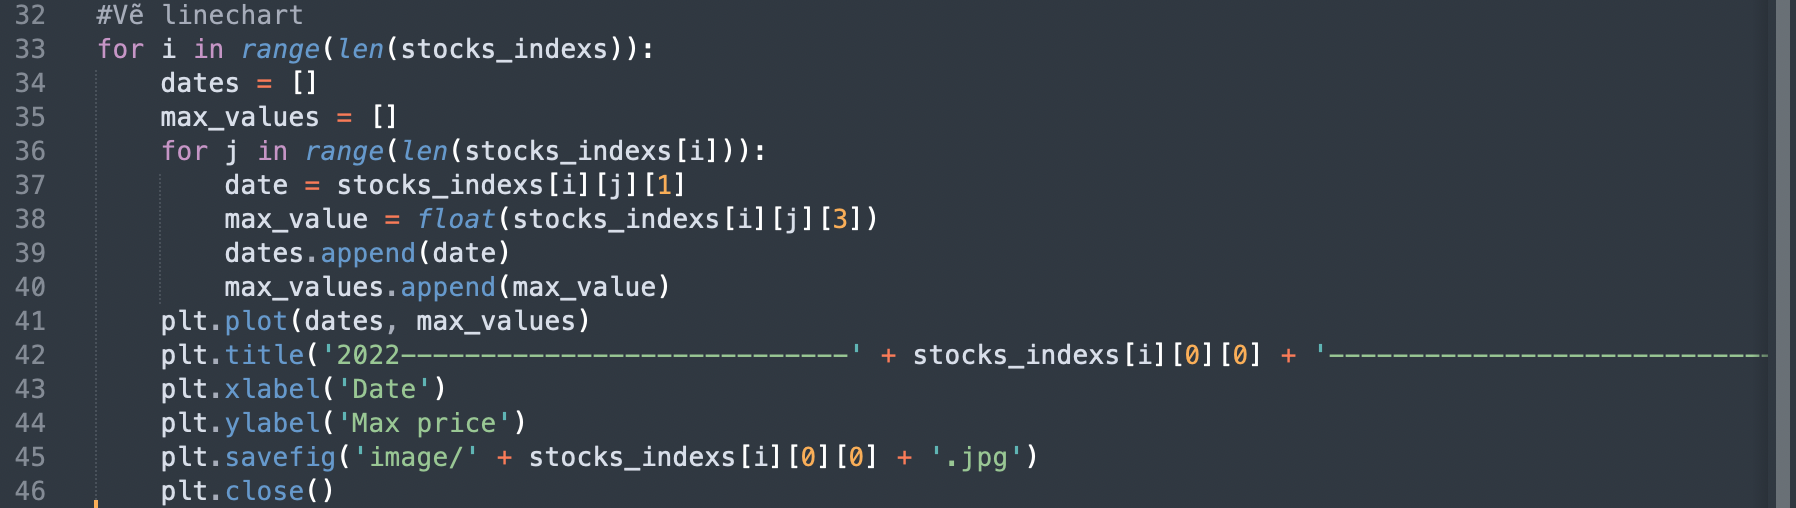 32 #Vẽ linechart
33 for i in range(len(stocks_indexs)):
34     dates = []
35     max_values = []
36     for j in range(len(stocks_indexs[i])):
37         date = stocks_indexs[i][j][1]
38         max_value = float(stocks_indexs[i][j][3])
39         dates.append(date)
40         max_values.append(max_value)
41     plt.plot(dates, max_values)
42     plt.title('2022----------------------------' + stocks_indexs[i][0][0] + '----------------------------
43     plt.xlabel('Date')
44     plt.ylabel('Max price')
45     plt.savefig('image/' + stocks_indexs[i][0][0] + '.jpg')
46     plt.close()